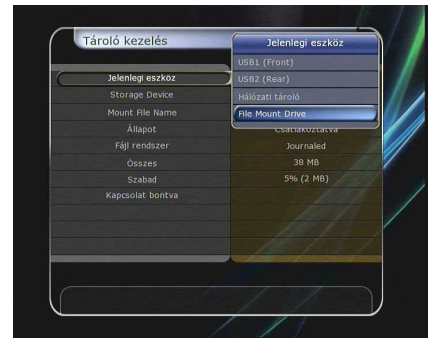 Tároló kezelés
Jelenlegi eszköz
USB1 (Front)
Jelenlegi eszköz
USB2 (Rear)
Storage Device
Hálózati tároló
Mount File Name
File Mount Drive
Állapot
Csatlakoztatva
Fájl rendszer
Journaled
Összes
38 MB
Szabad
5% (2 MB)
Kapcsolat bontva